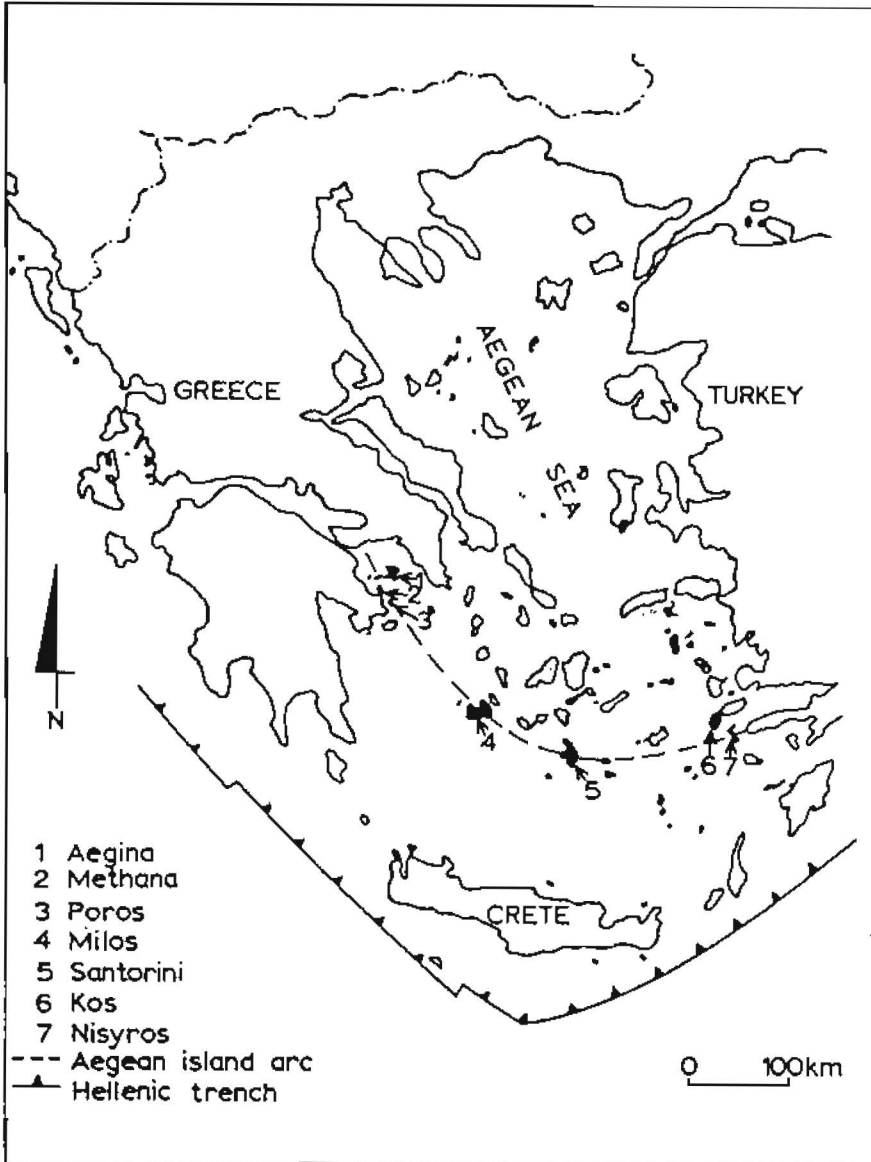 AEGEAN
SEA
GREECE
TURKEY
1
2
3
4
5
6
7
N
CRETE
1 Aegina
2 Methana
3 Poros
4 Milos
5 Santorini
6 Kos
7 Nisyros
Aegean island arc
Hellenic trench
0 100km